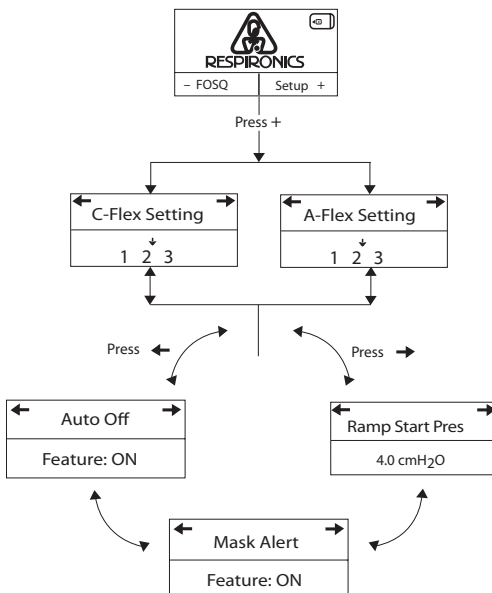 RESPIRONICS
– FOSQ Setup +
Press +
C-Flex Setting
1 2 3
A-Flex Setting
1 2 3
Press ←
Press →
Auto Off
Feature: ON
Ramp Start Pres
4.0 cmH2O
Mask Alert
Feature: ON